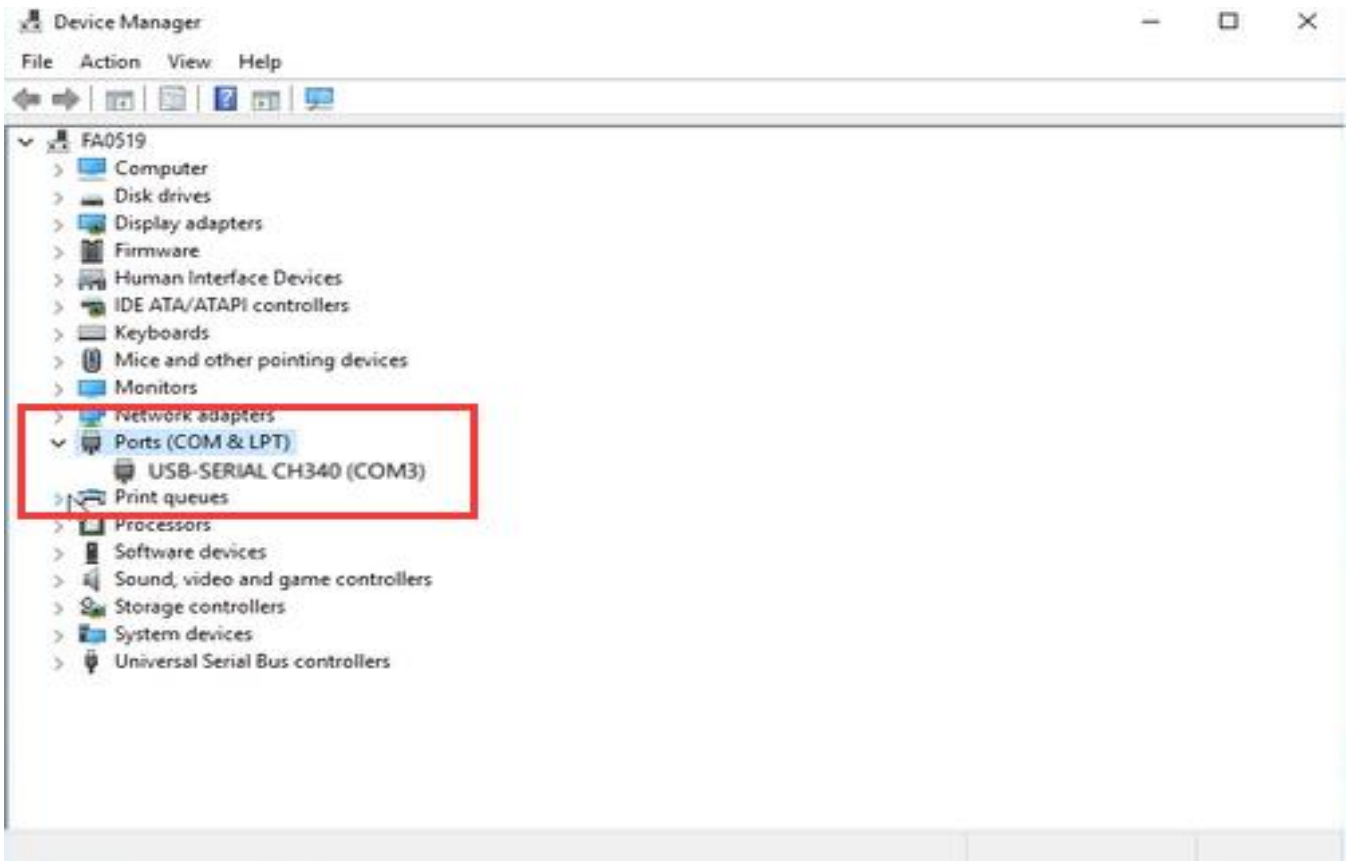 Device Manager
File Action View Help
FA0519
Computer
Disk drives
Display adapters
Firmware
Human Interface Devices
IDE ATA/ATAPI controllers
Keyboards
Mice and other pointing devices
Monitors
Network adapters
Ports (COM & LPT)
USB-SERIAL CH340 (COM3)
Print queues
Processors
Software devices
Sound, video and game controllers
Storage controllers
System devices
Universal Serial Bus controllers